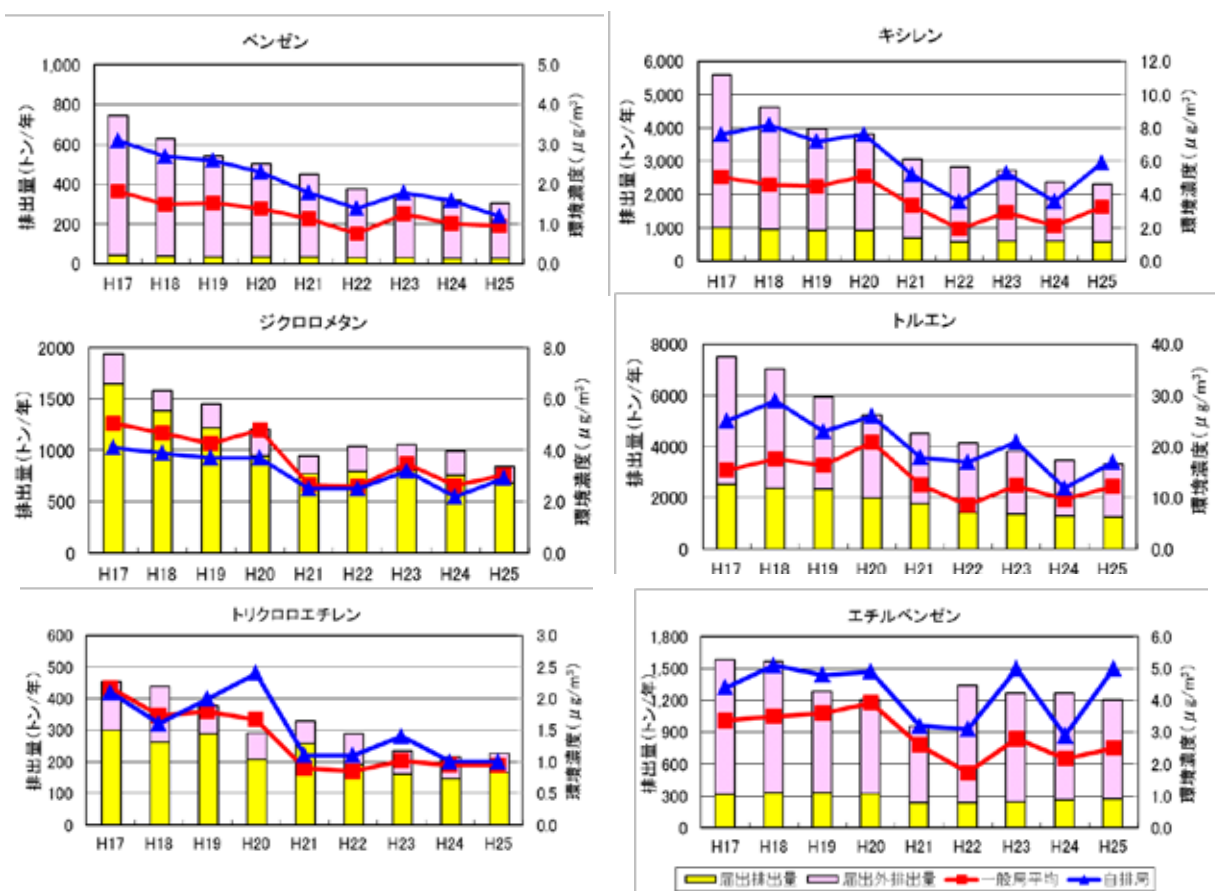 ベンゼン
排出量(トン/年)
1,000
800
600
400
200
0
5.0
4.0
3.0
2.0
1.0
0.0
環境濃度(μg/m³)
H17 H18 H19 H20 H21 H22 H23 H24 H25
キシレン
排出量(トン/年)
6,000
5,000
4,000
3,000
2,000
1,000
0
12.0
10.0
8.0
6.0
4.0
2.0
0.0
環境濃度(μg/m³)
H17 H18 H19 H20 H21 H22 H23 H24 H25
ジクロロメタン
排出量(トン/年)
2000
1500
1000
500
0
8.0
6.0
4.0
2.0
0.0
環境濃度(μg/m³)
H17 H18 H19 H20 H21 H22 H23 H24 H25
トルエン
排出量(トン/年)
8000
6000
4000
2000
0
40.0
30.0
20.0
10.0
0.0
環境濃度(μg/m³)
H17 H18 H19 H20 H21 H22 H23 H24 H25
トリクロロエチレン
排出量(トン/年)
600
500
400
300
200
100
0
3.0
2.5
2.0
1.5
1.0
0.5
0.0
環境濃度(μg/m³)
H17 H18 H19 H20 H21 H22 H23 H24 H25
エチルベンゼン
排出量(トン/年)
1,800
1,500
1,200
900
600
300
0
6.0
5.0
4.0
3.0
2.0
1.0
0.0
環境濃度(μg/m³)
H17 H18 H19 H20 H21 H22 H23 H24 H25
届出排出量 届出外排出量 一般局平均 自排局